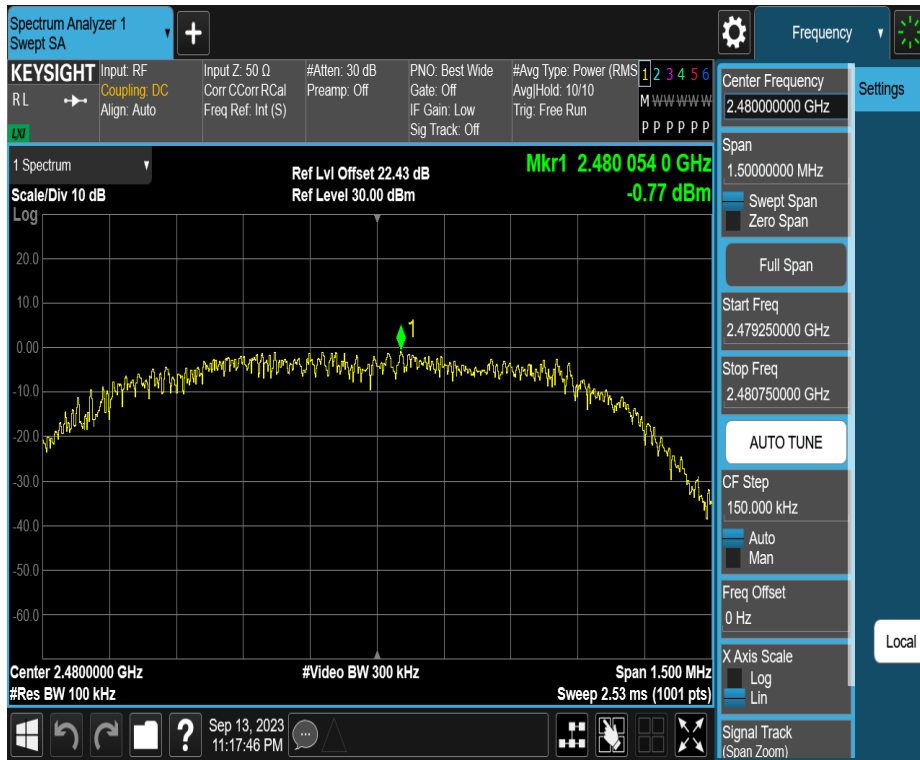 Spectrum Analyzer 1
Swept SA
+
Frequency
KEYSIGHT
R L
LXI
Input: RF
Coupling: DC
Align: Auto
Input Z: 50 Ω
Corr CCorr RCal
Freq Ref: Int (S)
#Atten: 30 dB
Preamp: Off
PNO: Best Wide
Gate: Off
IF Gain: Low
Sig Track: Off
#Avg Type: Power (RMS
Avg|Hold: 10/10
Trig: Free Run
1 2 3 4 5 6
M W W W W W
P P P P P P
1 Spectrum
Scale/Div 10 dB
Ref Lvl Offset 22.43 dB
Ref Level 30.00 dBm
Mkr1 2.480 054 0 GHz
-0.77 dBm
Log
20.0
10.0
0.00
-10.0
-20.0
-30.0
-40.0
-50.0
-60.0
1
Center 2.4800000 GHz
#Res BW 100 kHz
#Video BW 300 kHz
Span 1.500 MHz
Sweep 2.53 ms (1001 pts)
Center Frequency
2.480000000 GHz
Settings
Span
1.50000000 MHz
Swept Span
Zero Span
Full Span
Start Freq
2.479250000 GHz
Stop Freq
2.480750000 GHz
AUTO TUNE
CF Step
150.000 kHz
Auto
Man
Freq Offset
0 Hz
Local
X Axis Scale
Log
Lin
Signal Track
(Span Zoom)
?
Sep 13, 2023
11:17:46 PM